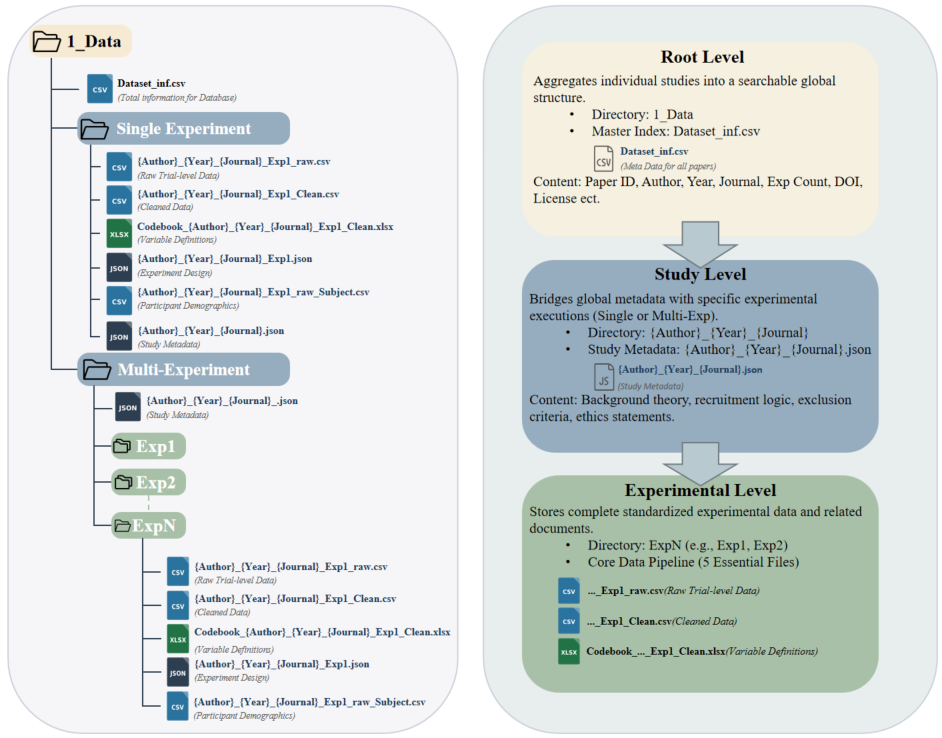 1_Data
CSV
Dataset_inf.csv
(Total information for Database)
Single Experiment
CSV
{Author}_{Year}_{Journal}_Exp1_raw.csv
(Raw Trial-level Data)
CSV
{Author}_{Year}_{Journal}_Exp1_Clean.csv
(Cleaned Data)
XLSX
Codebook_{Author}_{Year}_{Journal}_Exp1_Clean.xlsx
(Variable Definitions)
JSON
{Author}_{Year}_{Journal}_Exp1.json
(Experiment Design)
CSV
{Author}_{Year}_{Journal}_Exp1_raw_Subject.csv
(Participant Demographics)
JSON
{Author}_{Year}_{Journal}.json
(Study Metadata)
Multi-Experiment
JSON
{Author}_{Year}_{Journal}_.json
(Study Metadata)
Exp1
Exp2
ExpN
CSV
{Author}_{Year}_{Journal}_Exp1_raw.csv
(Raw Trial-level Data)
CSV
{Author}_{Year}_{Journal}_Exp1_Clean.csv
(Cleaned Data)
XLSX
Codebook_{Author}_{Year}_{Journal}_Exp1_Clean.xlsx
(Variable Definitions)
JSON
{Author}_{Year}_{Journal}_Exp1.json
(Experiment Design)
CSV
{Author}_{Year}_{Journal}_Exp1_raw_Subject.csv
(Participant Demographics)
Root Level
Aggregates individual studies into a searchable global
structure.
• Directory: 1_Data
• Master Index: Dataset_inf.csv
CSV
Dataset_inf.csv
(Meta Data for all papers)
Content: Paper ID, Author, Year, Journal, Exp Count, DOI,
License ect.
Study Level
Bridges global metadata with specific experimental
executions (Single or Multi-Exp).
• Directory: {Author}_{Year}_{Journal}
• Study Metadata: {Author}_{Year}_{Journal}.json
JS
{Author}_{Year}_{Journal}.json
(Study Metadata)
Content: Background theory, recruitment logic, exclusion
criteria, ethics statements.
Experimental Level
Stores complete standardized experimental data and related
documents.
• Directory: ExpN (e.g., Exp1, Exp2)
• Core Data Pipeline (5 Essential Files)
CSV
..._Exp1_raw.csv(Raw Trial-level Data)
CSV
..._Exp1_Clean.csv(Cleaned Data)
XLSX
Codebook_..._Exp1_Clean.xlsx(Variable Definitions)